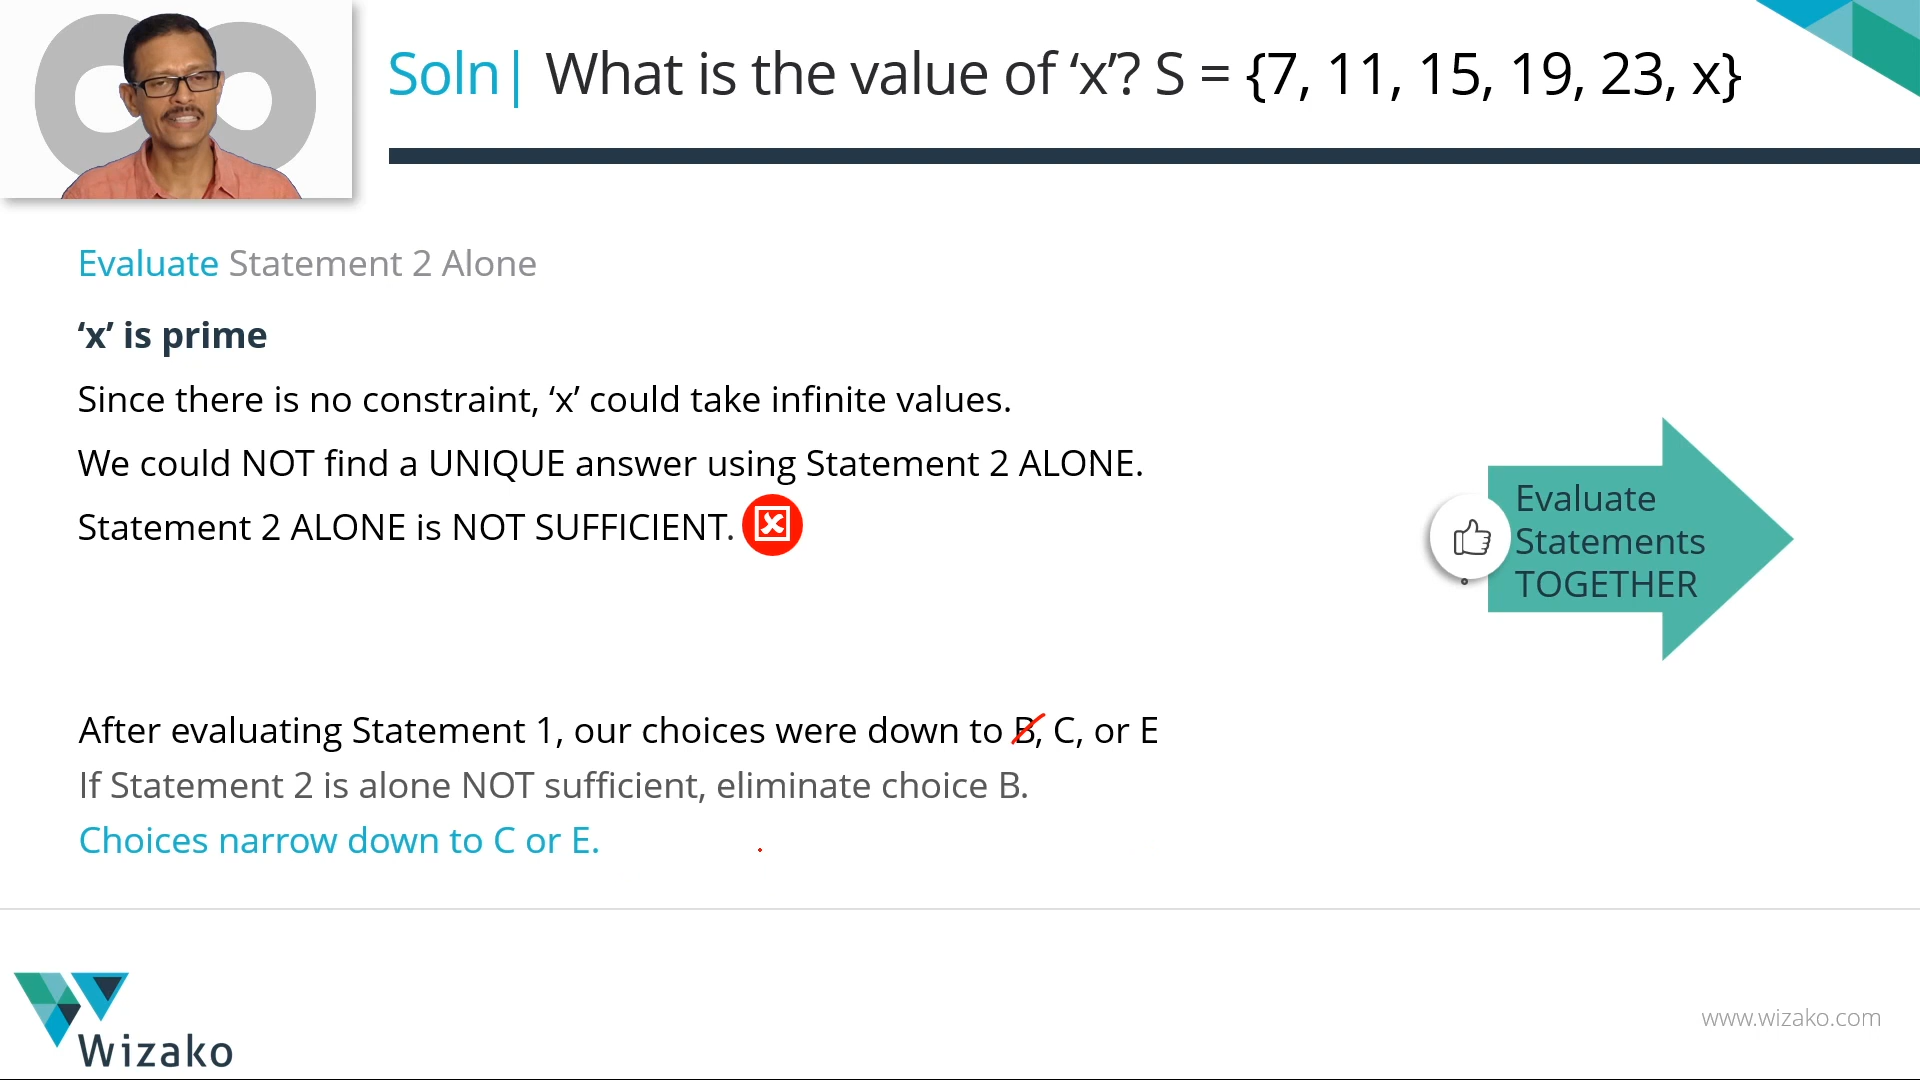 Soln| What is the value of ‘x’? S = {7, 11, 15, 19, 23, x}
Evaluate Statement 2 Alone
‘x’ is prime
Since there is no constraint, ‘x’ could take infinite values.
We could NOT find a UNIQUE answer using Statement 2 ALONE.
Statement 2 ALONE is NOT SUFFICIENT.
Evaluate
Statements
TOGETHER
After evaluating Statement 1, our choices were down to B, C, or E
If Statement 2 is alone NOT sufficient, eliminate choice B.
Choices narrow down to C or E.
Wizako
www.wizako.com